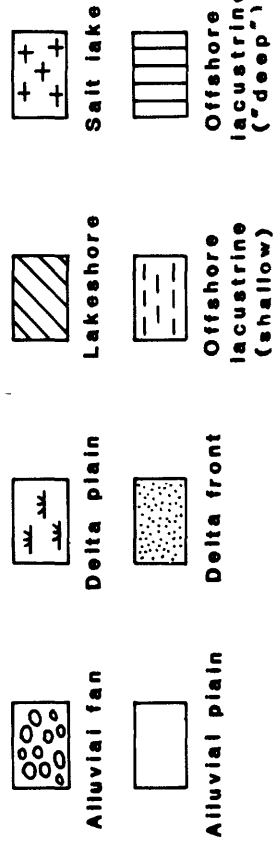 Alluvial fan
Delta plain
Lakeshore
Salt lake
Alluvial plain
Delta front
Offshore
lacustrine
(shallow)
Offshore
lacustrine
("deep")